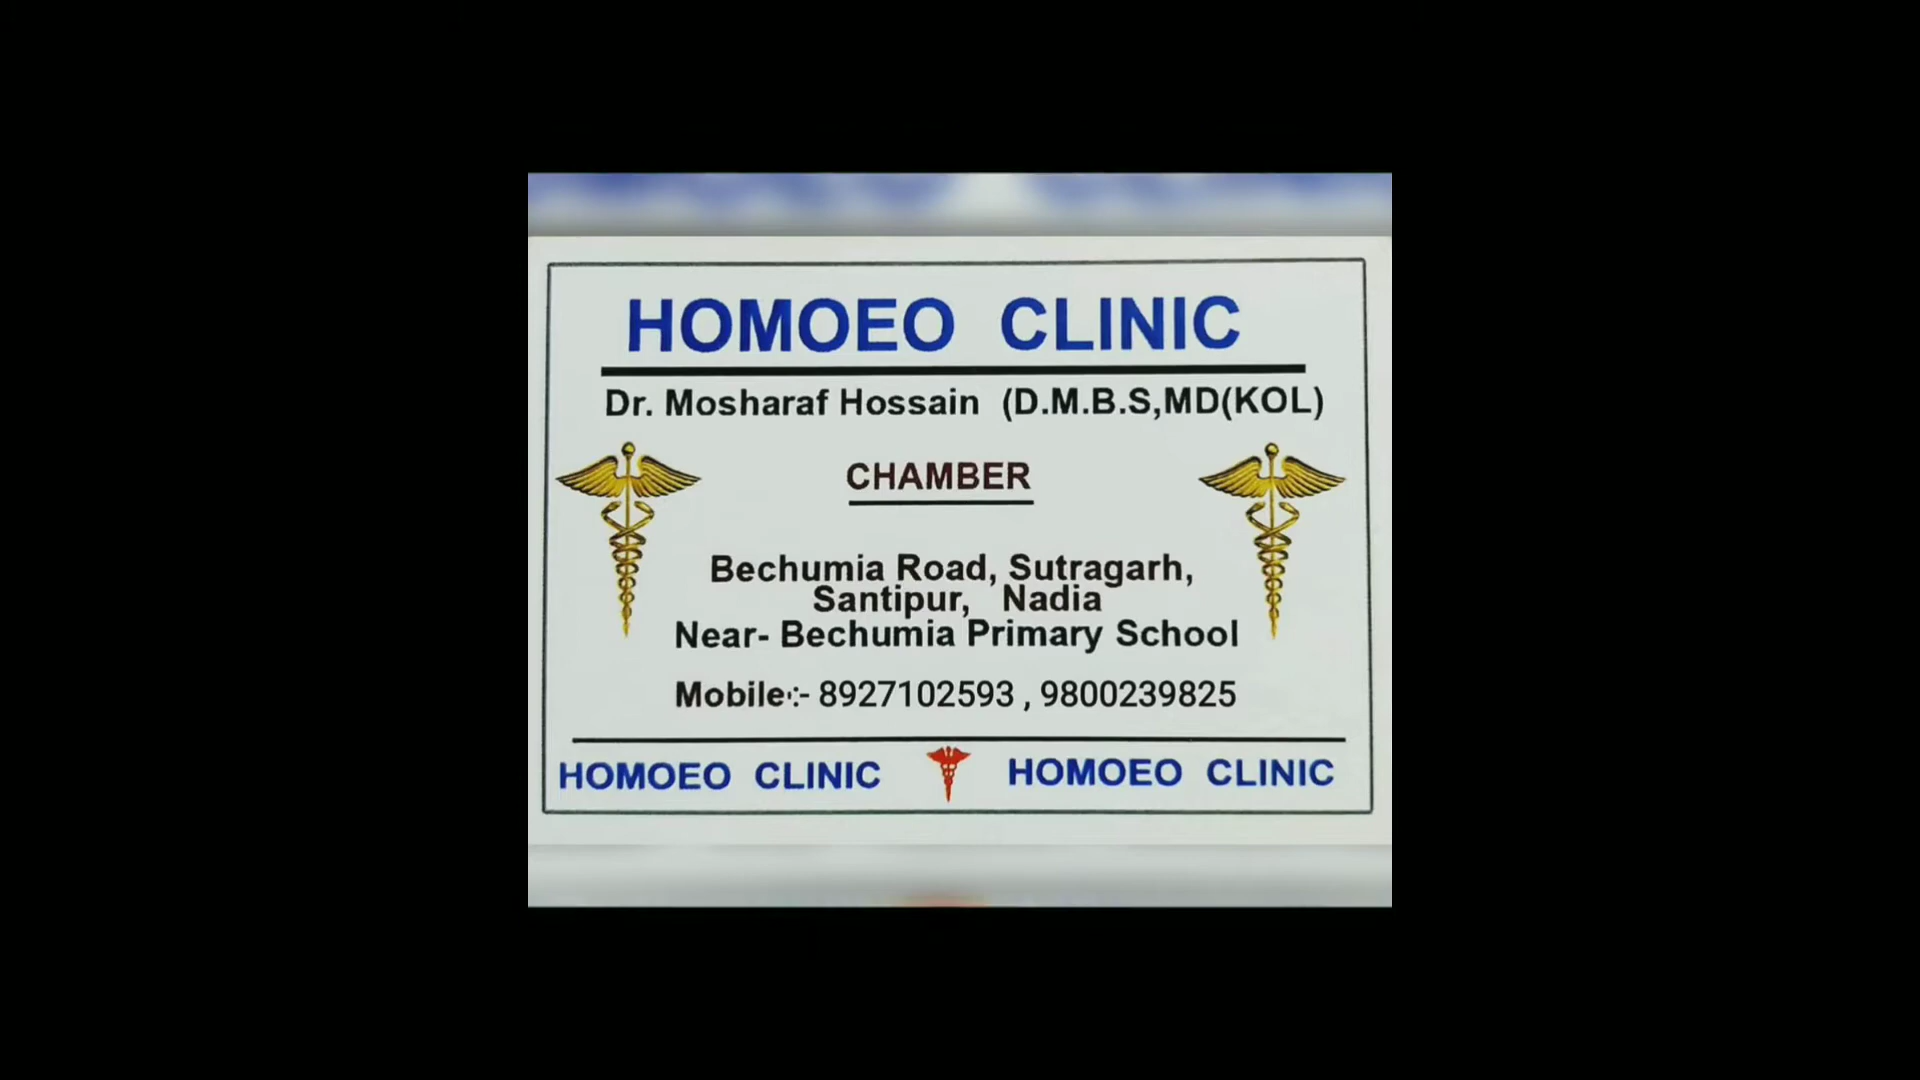 HOMOEO CLINIC
Dr. Mosharaf Hossain (D.M.B.S,MD(KOL)
CHAMBER
Bechumia Road, Sutragarh,
Santipur, Nadia
Near- Bechumia Primary School
Mobile:- 8927102593 , 9800239825
HOMOEO CLINIC HOMOEO CLINIC